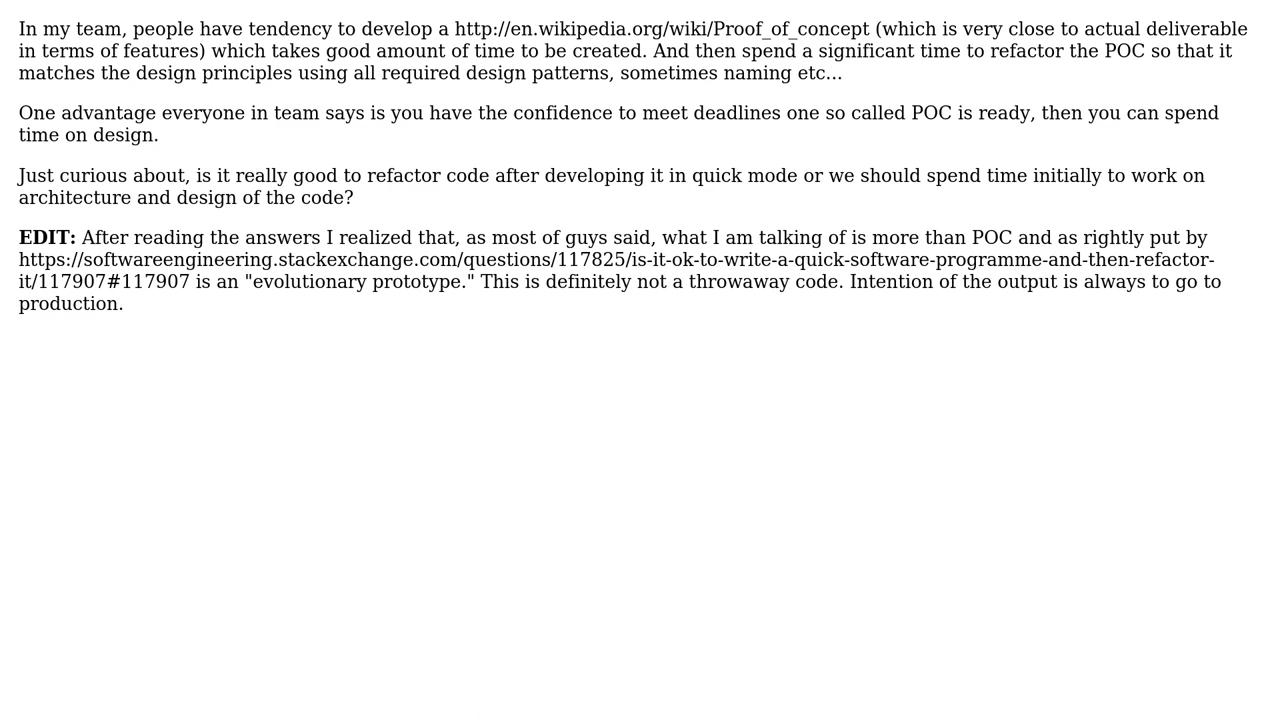 In my team, people have tendency to develop a http://en.wikipedia.org/wiki/Proof_of_concept (which is very close to actual deliverable
in terms of features) which takes good amount of time to be created. And then spend a significant time to refactor the POC so that it
matches the design principles using all required design patterns, sometimes naming etc...
One advantage everyone in team says is you have the confidence to meet deadlines one so called POC is ready, then you can spend
time on design.
Just curious about, is it really good to refactor code after developing it in quick mode or we should spend time initially to work on
architecture and design of the code?
EDIT: After reading the answers I realized that, as most of guys said, what I am talking of is more than POC and as rightly put by
https://softwareengineering.stackexchange.com/questions/117825/is-it-ok-to-write-a-quick-software-programme-and-then-refactor-
it/117907#117907 is an "evolutionary prototype." This is definitely not a throwaway code. Intention of the output is always to go to
production.